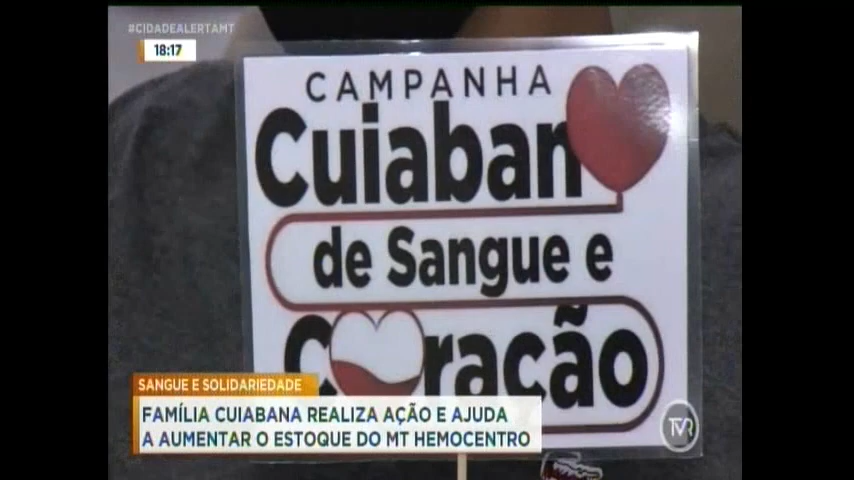 #CIDADEALERTAMT
18:17
CAMPANHA
Cuiaban
de Sangue e
Coração
SANGUE E SOLIDARIEDADE
FAMÍLIA CUIABANA REALIZA AÇÃO E AJUDA
A AUMENTAR O ESTOQUE DO MT HEMOCENTRO
TVR